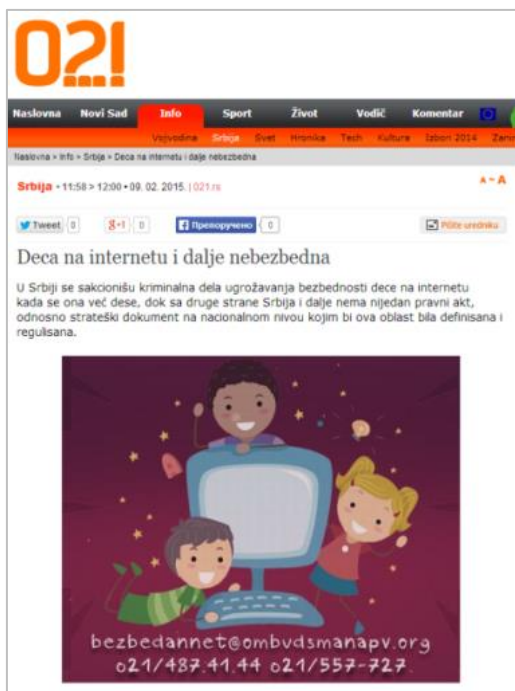 021
Naslovna Novi Sad Info Sport Život Vodič Komentar
Vojvodina Srbija Svet Hronika Tech Kultura Izbori 2014
Naslovna > Info > Srbija > Deca na internetu i dalje nebezbedna
Srbija • 11:58 > 12:00 • 09. 02. 2015. | 021.rs
A ~ A
Tweet 0 g+1 0 Препоручено 0 Pišite uredniku
Deca na internetu i dalje nebezbedna
U Srbiji se sakcionišu kriminalna dela ugrožavanja bezbednosti dece na internetu
kada se ona već dese, dok sa druge strane Srbija i dalje nema nijedan pravni akt,
odnosno strateški dokument na nacionalnom nivou kojim bi ova oblast bila definisana i
regulisana.
bezbedannet@ombudsmanapv.org
021/487.41.44 021/557-727